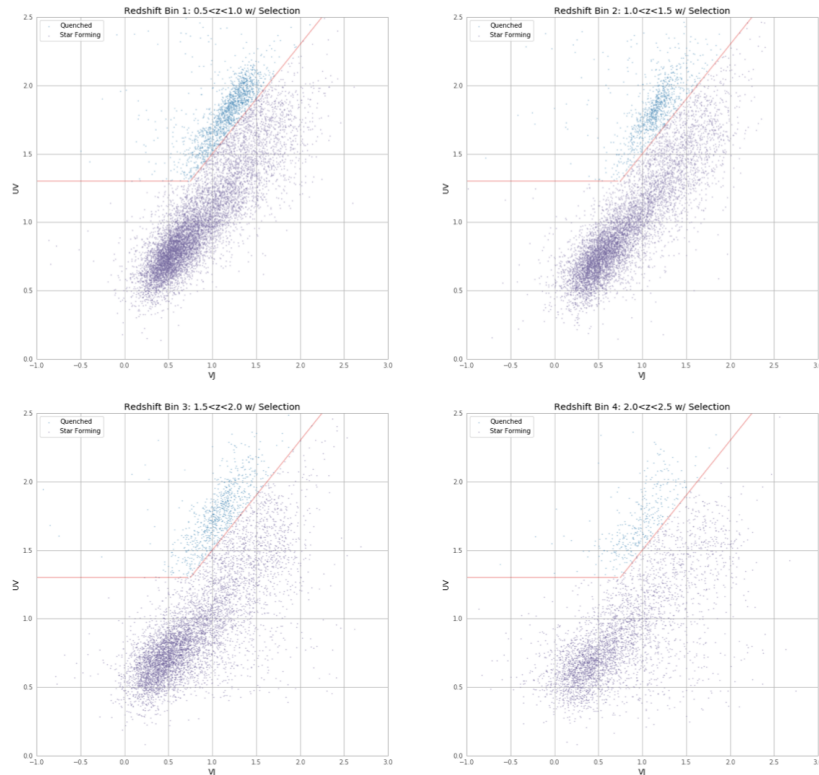 Redshift Bin 1: 0.5<z<1.0 w/ Selection
Quenched
Star Forming
2.5
2.0
1.5
1.0
0.5
0.0
UV
−1.0 −0.5 0.0 0.5 1.0 1.5 2.0 2.5 3.0
VJ
Redshift Bin 2: 1.0<z<1.5 w/ Selection
Quenched
Star Forming
2.5
2.0
1.5
1.0
0.5
0.0
UV
−1.0 −0.5 0.0 0.5 1.0 1.5 2.0 2.5 3.0
VJ
Redshift Bin 3: 1.5<z<2.0 w/ Selection
Quenched
Star Forming
2.5
2.0
1.5
1.0
0.5
0.0
UV
−1.0 −0.5 0.0 0.5 1.0 1.5 2.0 2.5 3.0
VJ
Redshift Bin 4: 2.0<z<2.5 w/ Selection
Quenched
Star Forming
2.5
2.0
1.5
1.0
0.5
0.0
UV
−1.0 −0.5 0.0 0.5 1.0 1.5 2.0 2.5 3.0
VJ